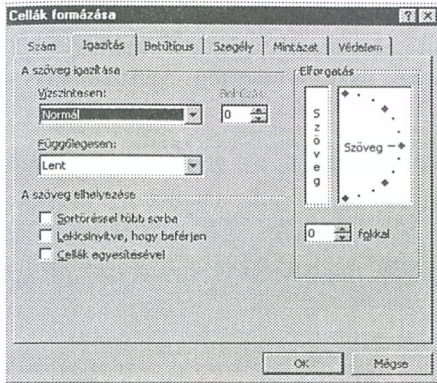 Cellák formázása
Szám Igazítás Betűtípus Szegély Mintázat Védelem
A szöveg igazítása
Vízszintesen:
Behúzás:
Normál
0
Függőlegesen:
Lent
A szöveg elhelyezése
Sortöréssel több sorba
Lekicsinyítve, hogy beférjen
Cellák egyesítésével
Elforgatás
Szöveg
Szöveg
0 fokkal
OK
Mégse